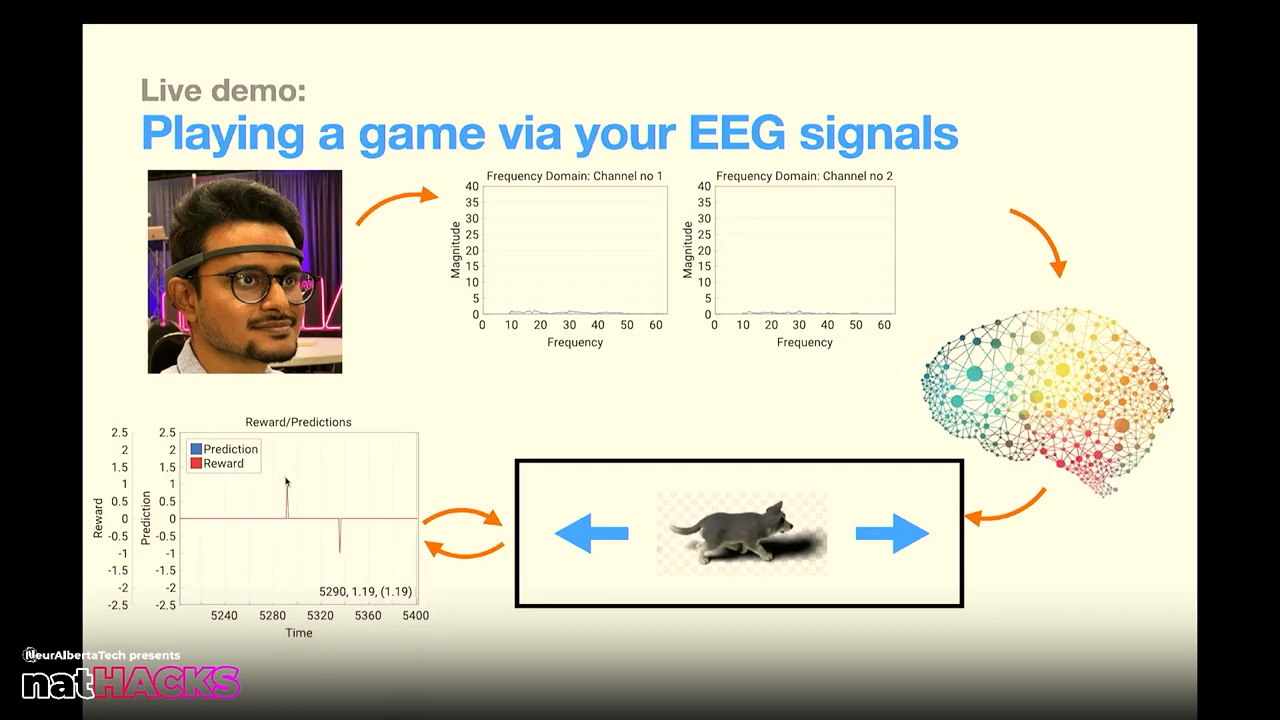 Live demo:
Playing a game via your EEG signals
Frequency Domain: Channel no 1
40
35
30
25
20
15
10
5
0
Magnitude
0 10 20 30 40 50 60
Frequency
Frequency Domain: Channel no 2
40
35
30
25
20
15
10
5
0
Magnitude
0 10 20 30 40 50 60
Frequency
Reward/Predictions
2.5
2
1.5
1
0.5
0
-0.5
-1
-1.5
-2
-2.5
Reward
2.5
2
1.5
1
0.5
0
-0.5
-1
-1.5
-2
-2.5
Prediction
Prediction
Reward
5290, 1.19, (1.19)
5240 5280 5320 5360 5400
Time
NeurAlbertaTech presents
natHACKS